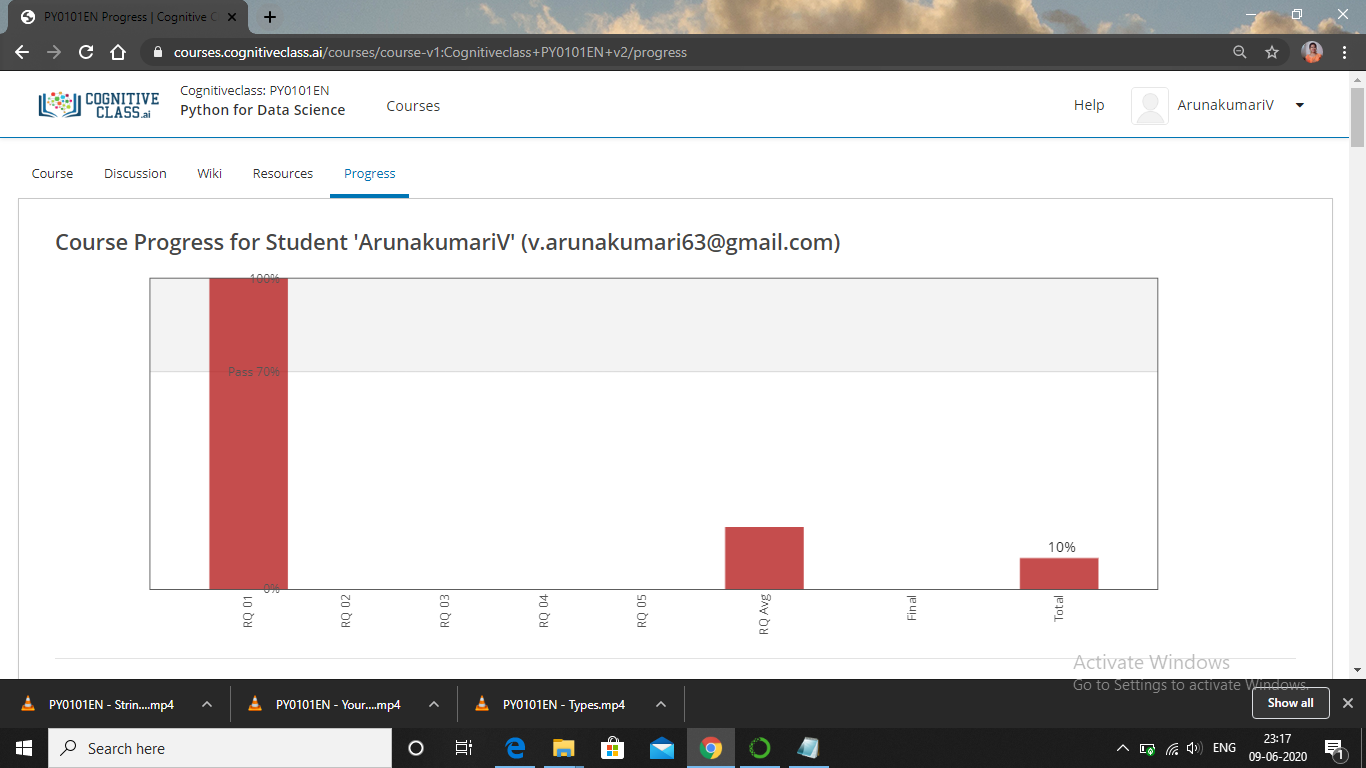 PY0101EN Progress | Cognitive C
courses.cognitiveclass.ai/courses/course-v1:Cognitiveclass+PY0101EN+v2/progress
COGNITIVE
CLASS.ai
Cognitiveclass: PY0101EN
Python for Data Science
Courses
Help
ArunakumariV
Course
Discussion
Wiki
Resources
Progress
Course Progress for Student 'ArunakumariV' (v.arunakumari63@gmail.com)
100%
Pass 70%
0%
10%
RQ 01
RQ 02
RQ 03
RQ 04
RQ 05
RQ Avg
Final
Total
Activate Windows
Go to Settings to activate Windows.
PY0101EN - Strin....mp4
PY0101EN - Your....mp4
PY0101EN - Types.mp4
Show all
Search here
ENG
23:17
09-06-2020
1